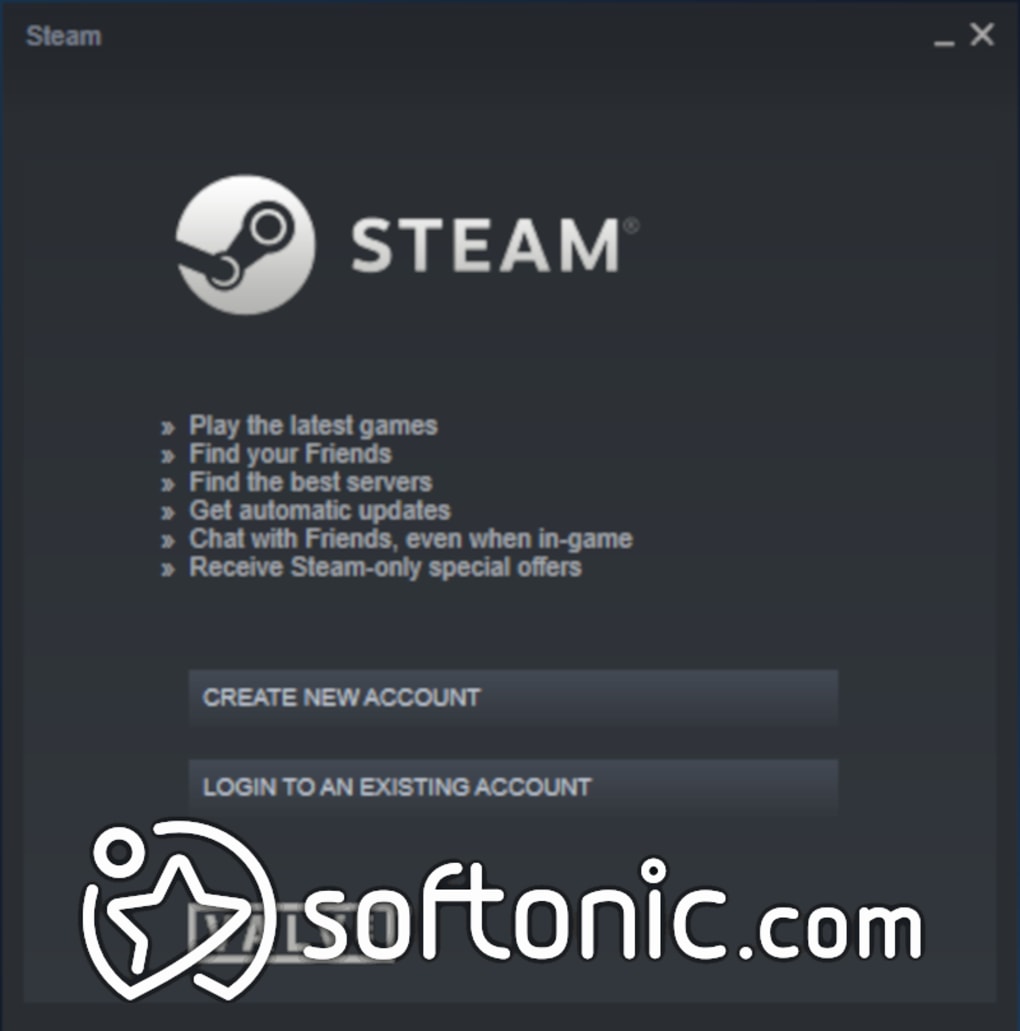 Steam
STEAM®
» Play the latest games
» Find your Friends
» Find the best servers
» Get automatic updates
» Chat with Friends, even when in-game
» Receive Steam-only special offers
CREATE NEW ACCOUNT
LOGIN TO AN EXISTING ACCOUNT
VALVE
softonic.com